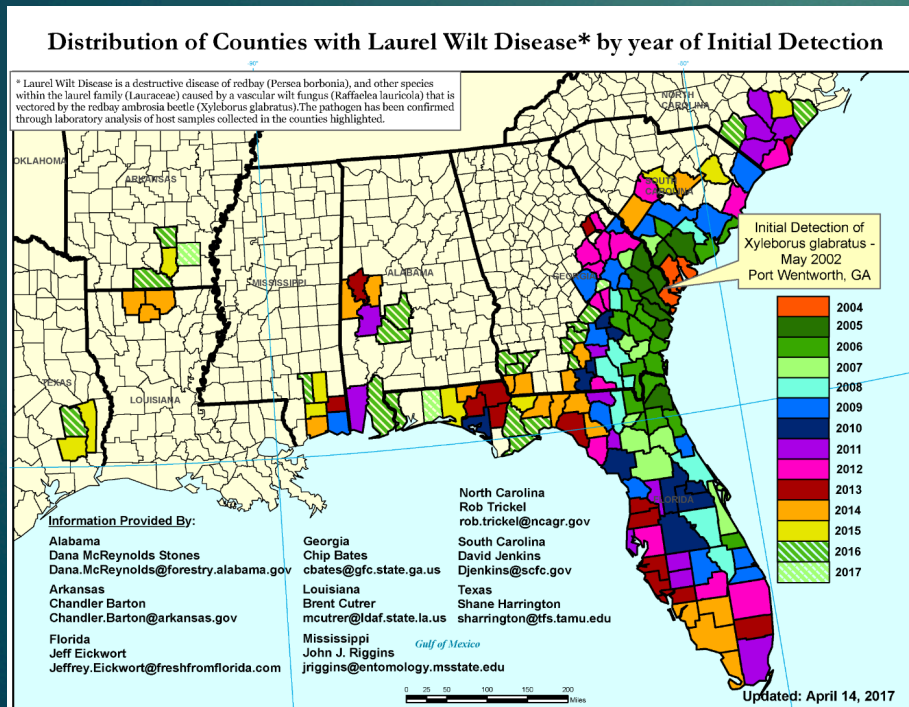 Distribution of Counties with Laurel Wilt Disease* by year of Initial Detection
-90°
-80°
* Laurel Wilt Disease is a destructive disease of redbay (Persea borbonia), and other species
within the laurel family (Lauraceae) caused by a vascular wilt fungus (Raffaelea lauricola) that is
vectored by the redbay ambrosia beetle (Xyleborus glabratus).The pathogen has been confirmed
through laboratory analysis of host samples collected in the counties highlighted.
NORTH
CAROLINA
OKLAHOMA
ARKANSAS
SOUTH
CAROLINA
Initial Detection of
Xyleborus glabratus -
May 2002
Port Wentworth, GA
MISSISSIPPI
ALABAMA
GEORGIA
TEXAS
LOUISIANA
FLORIDA
2004
2005
2006
2007
2008
2009
2010
2011
2012
2013
2014
2015
2016
2017
Information Provided By:
Alabama
Dana McReynolds Stones
Dana.McReynolds@forestry.alabama.gov
Arkansas
Chandler Barton
Chandler.Barton@arkansas.gov
Florida
Jeff Eickwort
Jeffrey.Eickwort@freshfromflorida.com
Georgia
Chip Bates
cbates@gfc.state.ga.us
Louisiana
Brent Cutrer
mcutrer@ldaf.state.la.us
Mississippi
John J. Riggins
jriggins@entomology.msstate.edu
North Carolina
Rob Trickel
rob.trickel@ncagr.gov
South Carolina
David Jenkins
Djenkins@scfc.gov
Texas
Shane Harrington
sharrington@tfs.tamu.edu
Gulf of Mexico
0 25 50 100 150 200
Miles
Updated: April 14, 2017